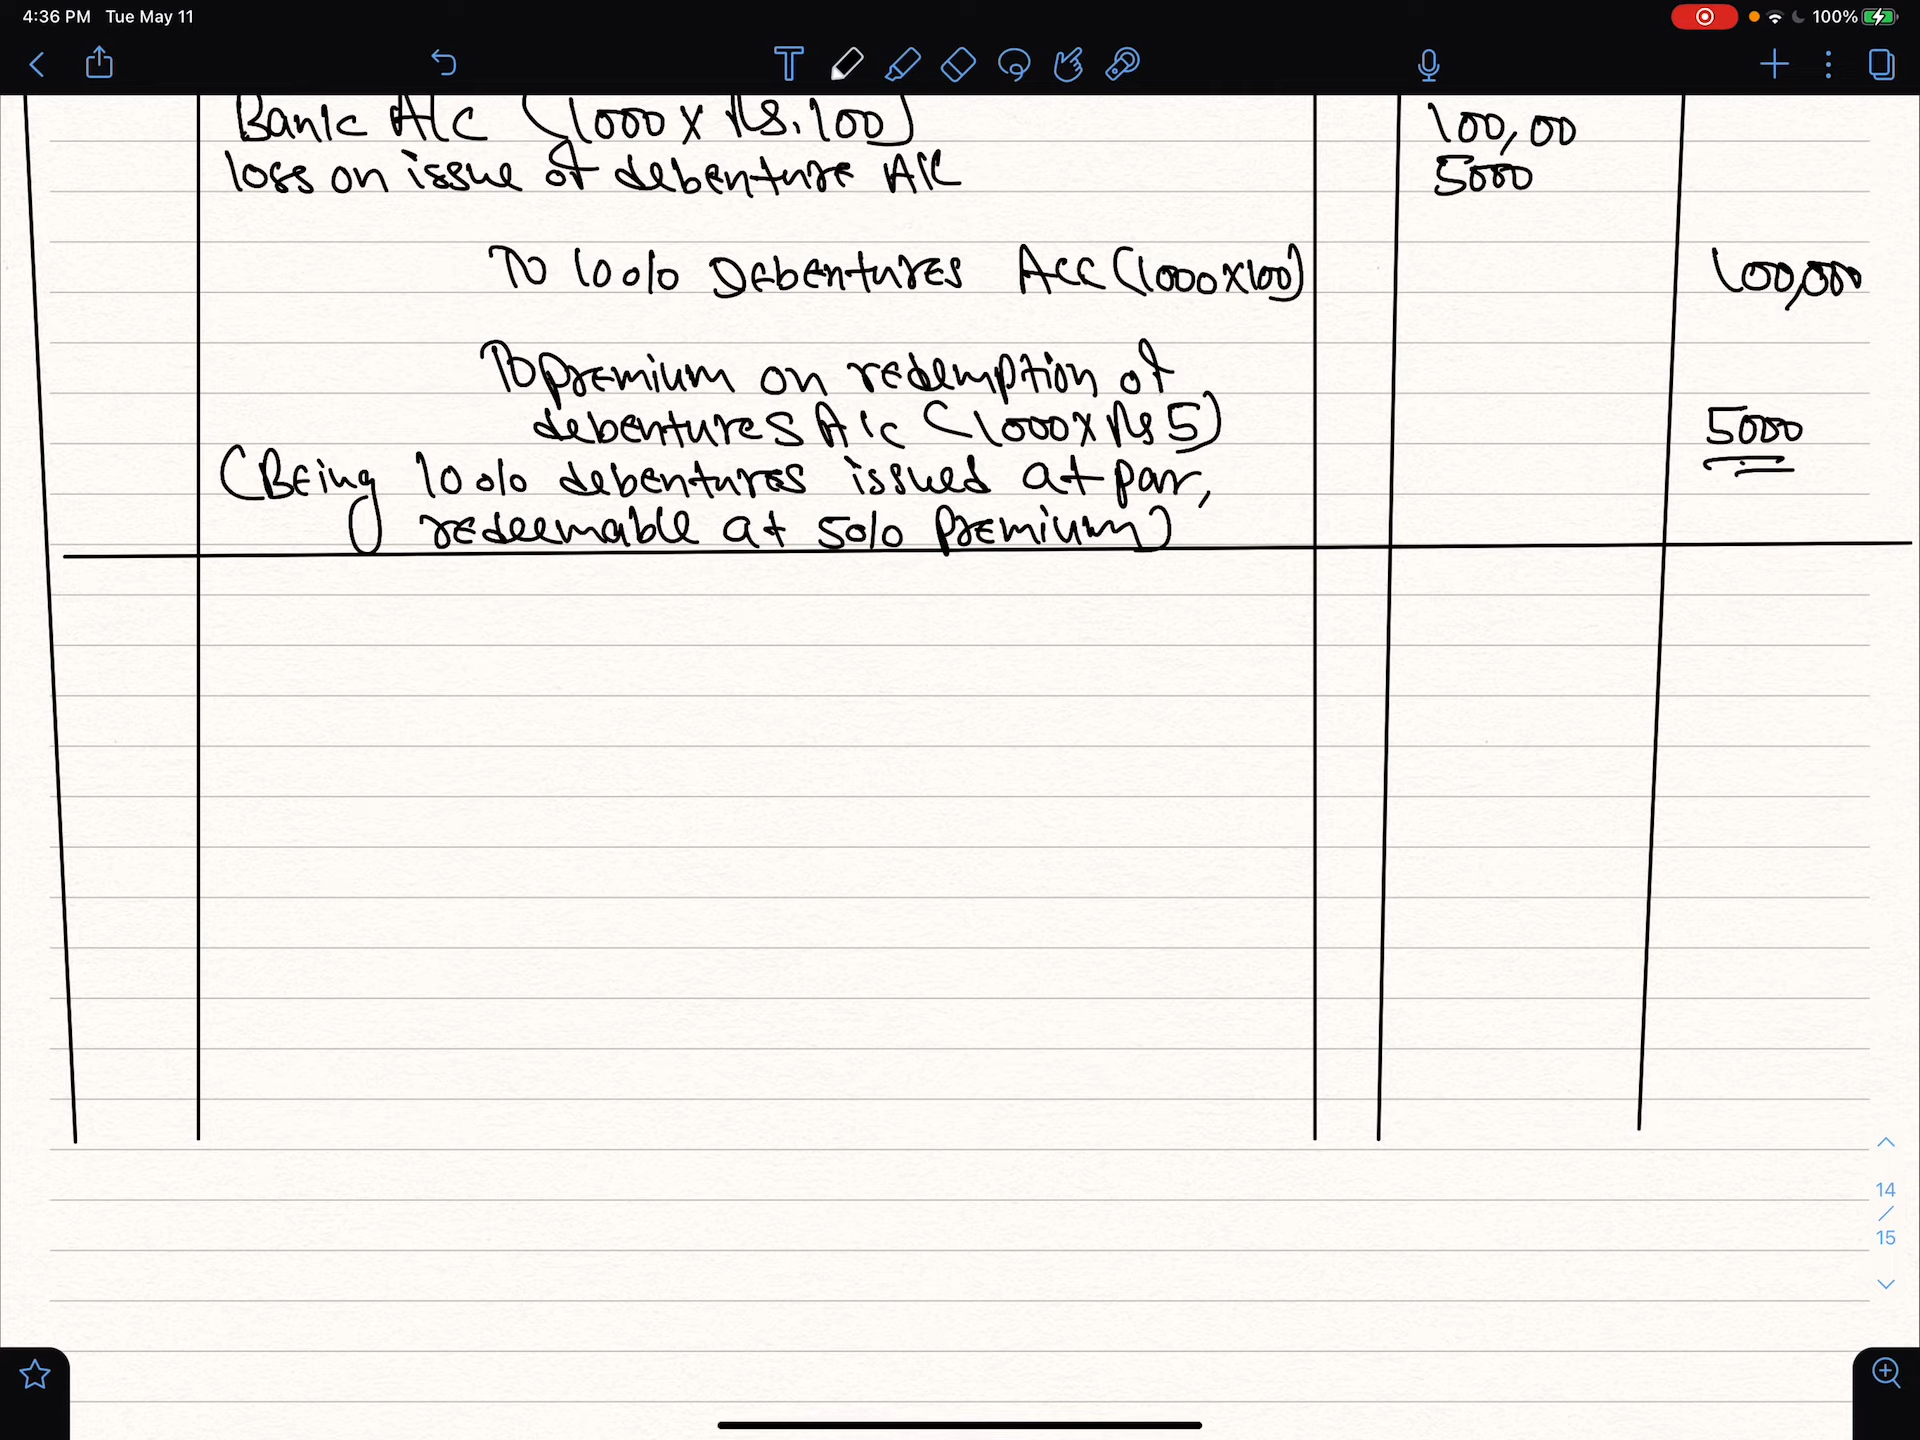 4:36 PM Tue May 11
100%
T
Bank A/C (1000 x Rs. 100) 100,00
loss on issue of debenture A/C 5000
To 10 o/o Debentures Acc (1000x100) 100,000
To premium on redemption of
debentures A/c (1000 x Rs 5) 5000
(Being 10 o/o debentures issued at par,
redeemable at 5 o/o premium)
14
/
15